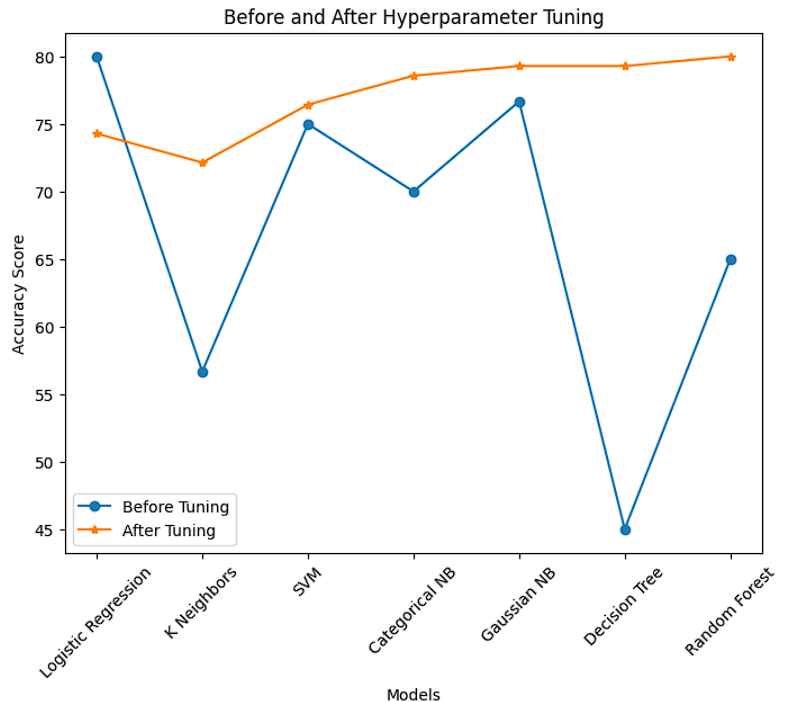 Before and After Hyperparameter Tuning
Accuracy Score
80
75
70
65
60
55
50
45
Before Tuning
After Tuning
Logistic Regression
K Neighbors
SVM
Categorical NB
Gaussian NB
Decision Tree
Random Forest
Models